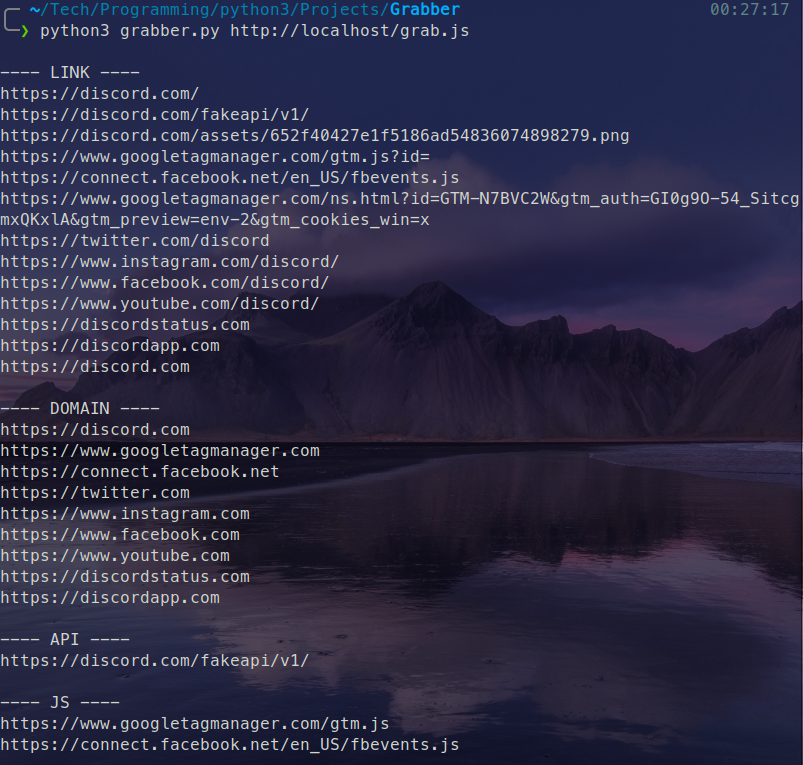 ~/Tech/Programming/python3/Projects/Grabber 00:27:17
❯ python3 grabber.py http://localhost/grab.js
---- LINK ----
https://discord.com/
https://discord.com/fakeapi/v1/
https://discord.com/assets/652f40427e1f5186ad54836074898279.png
https://www.googletagmanager.com/gtm.js?id=
https://connect.facebook.net/en_US/fbevents.js
https://www.googletagmanager.com/ns.html?id=GTM-N7BVC2W&gtm_auth=GI0g9O-54_Sitcg
mxQKxlA&gtm_preview=env-2&gtm_cookies_win=x
https://twitter.com/discord
https://www.instagram.com/discord/
https://www.facebook.com/discord/
https://www.youtube.com/discord/
https://discordstatus.com
https://discordapp.com
https://discord.com
---- DOMAIN ----
https://discord.com
https://www.googletagmanager.com
https://connect.facebook.net
https://twitter.com
https://www.instagram.com
https://www.facebook.com
https://www.youtube.com
https://discordstatus.com
https://discordapp.com
---- API ----
https://discord.com/fakeapi/v1/
---- JS ----
https://www.googletagmanager.com/gtm.js
https://connect.facebook.net/en_US/fbevents.js